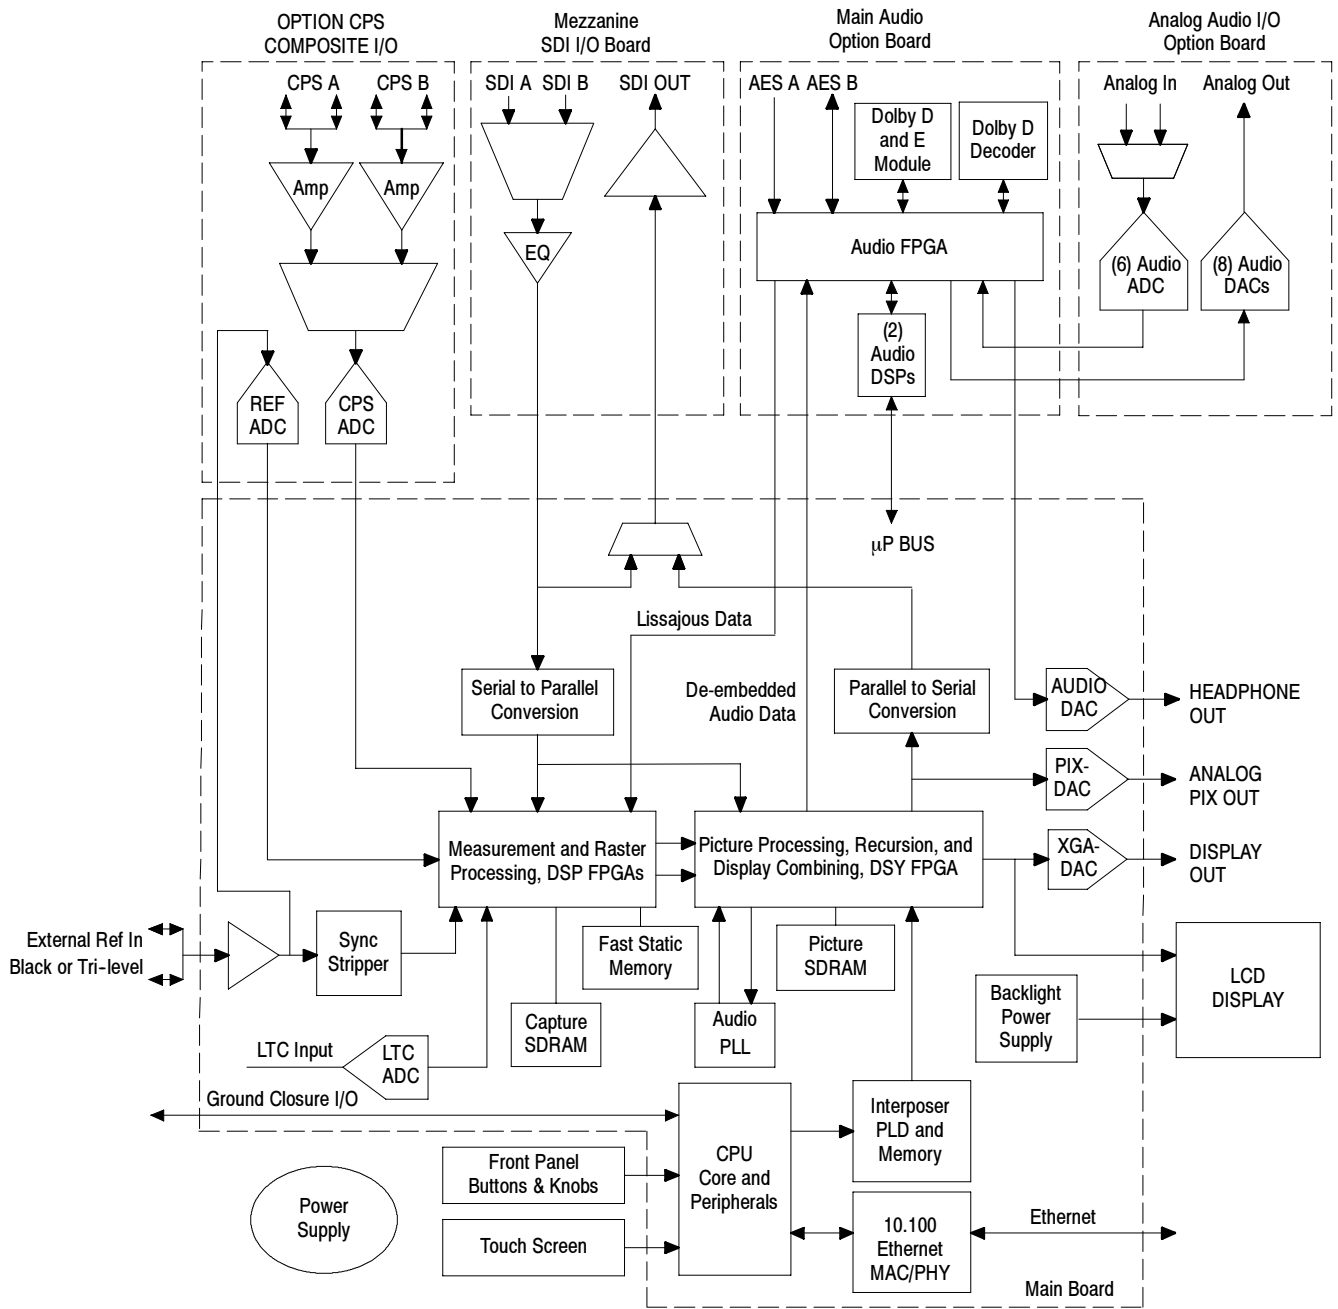 OPTION CPS
COMPOSITE I/O
Mezzanine
SDI I/O Board
Main Audio
Option Board
Analog Audio I/O
Option Board
CPS A
CPS B
SDI A
SDI B
SDI OUT
AES A
AES B
Analog In
Analog Out
Dolby D
and E
Module
Dolby D
Decoder
Amp
Amp
EQ
Audio FPGA
(6) Audio
ADC
(8) Audio
DACs
(2)
Audio
DSPs
REF
ADC
CPS
ADC
µP BUS
Lissajous Data
Serial to Parallel
Conversion
De-embedded
Audio Data
Parallel to Serial
Conversion
AUDIO
DAC
HEADPHONE
OUT
PIX-
DAC
ANALOG
PIX OUT
Measurement and Raster
Processing, DSP FPGAs
Picture Processing, Recursion, and
Display Combining, DSY FPGA
XGA-
DAC
DISPLAY
OUT
External Ref In
Black or Tri-level
Sync
Stripper
Fast Static
Memory
Picture
SDRAM
LCD
DISPLAY
Backlight
Power
Supply
Capture
SDRAM
Audio
PLL
LTC Input
LTC
ADC
Ground Closure I/O
CPU
Core and
Peripherals
Interposer
PLD and
Memory
Front Panel
Buttons & Knobs
Power
Supply
Touch Screen
10.100
Ethernet
MAC/PHY
Ethernet
Main Board